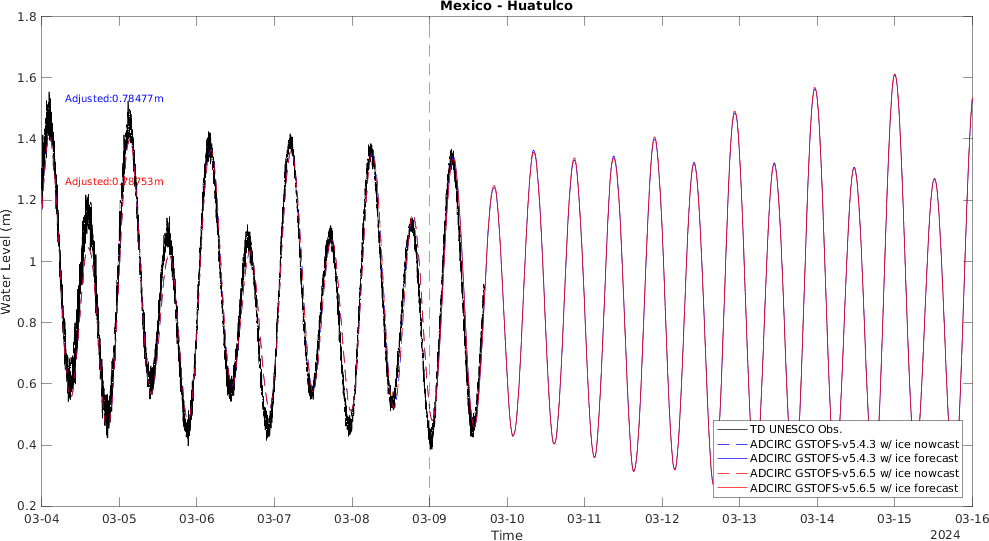 Mexico - Huatulco
1.8
1.6
1.4
1.2
1
0.8
0.6
0.4
0.2
Water Level (m)
Adjusted:0.78477m
Adjusted:0.78753m
TD UNESCO Obs.
ADCIRC GSTOFS-v5.4.3 w/ ice nowcast
ADCIRC GSTOFS-v5.4.3 w/ ice forecast
ADCIRC GSTOFS-v5.6.5 w/ ice nowcast
ADCIRC GSTOFS-v5.6.5 w/ ice forecast
03-04 03-05 03-06 03-07 03-08 03-09 03-10 03-11 03-12 03-13 03-14 03-15 03-16
Time
2024